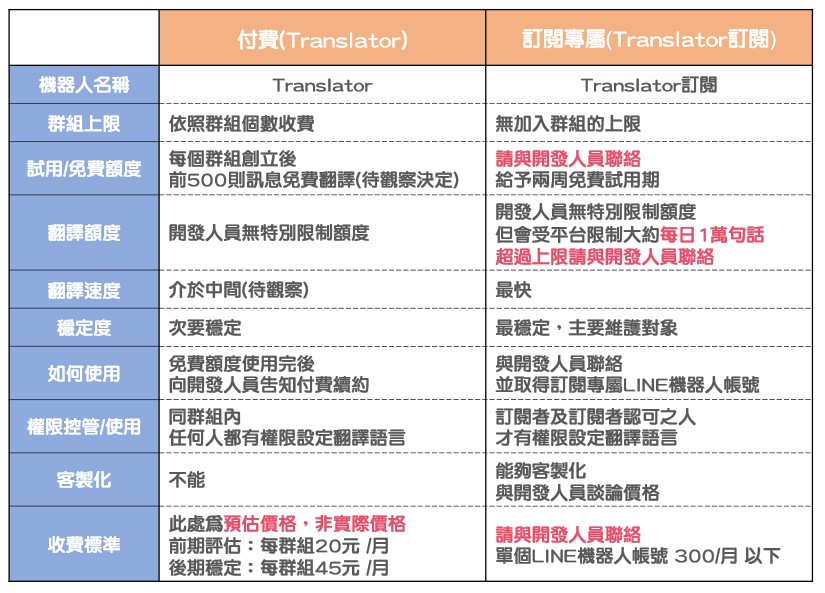 付費(Translator)
訂閱專屬(Translator訂閱)
機器人名稱
Translator
Translator訂閱
群組上限
依照群組個數收費
無加入群組的上限
試用/免費額度
每個群組創立後
前500則訊息免費翻譯(待觀察決定)
請與開發人員聯絡
給予兩周免費試用期
翻譯額度
開發人員無特別限制額度
開發人員無特別限制額度
但會受平台限制大約每日1萬句話
超過上限請與開發人員聯絡
翻譯速度
介於中間(待觀察)
最快
穩定度
次要穩定
最穩定，主要維護對象
如何使用
免費額度使用完後
向開發人員告知付費續約
與開發人員聯絡
並取得訂閱專屬LINE機器人帳號
權限控管/使用
同群組內
任何人都有權限設定翻譯語言
訂閱者及訂閱者認可之人
才有權限設定翻譯語言
客製化
不能
能夠客製化
與開發人員談論價格
收費標準
此處為預估價格，非實際價格
前期評估：每群組20元 /月
後期穩定：每群組45元 /月
請與開發人員聯絡
單個LINE機器人帳號 300/月 以下